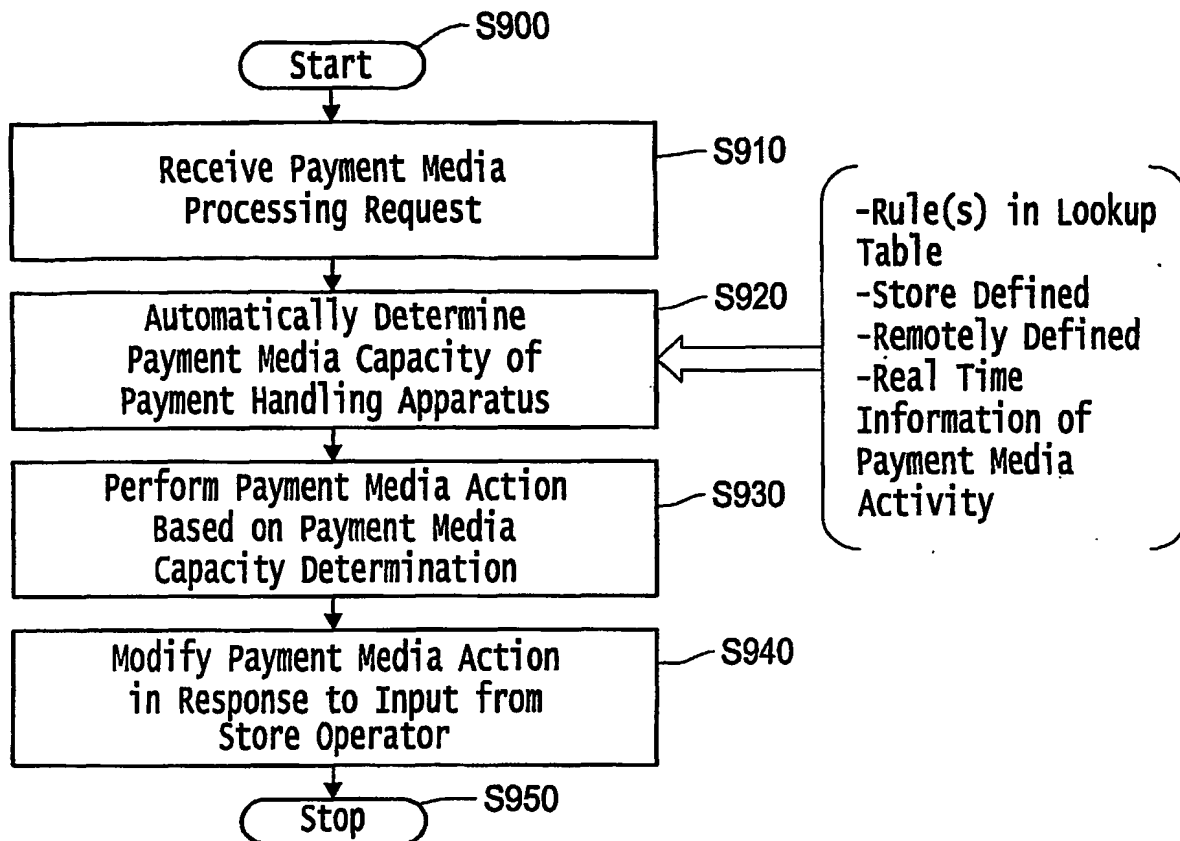 S900
Start
S910
Receive Payment Media
Processing Request
S920
Automatically Determine
Payment Media Capacity of
Payment Handling Apparatus
-Rule(s) in Lookup
Table
-Store Defined
-Remotely Defined
-Real Time
Information of
Payment Media
Activity
S930
Perform Payment Media Action
Based on Payment Media
Capacity Determination
S940
Modify Payment Media Action
in Response to Input from
Store Operator
S950
Stop